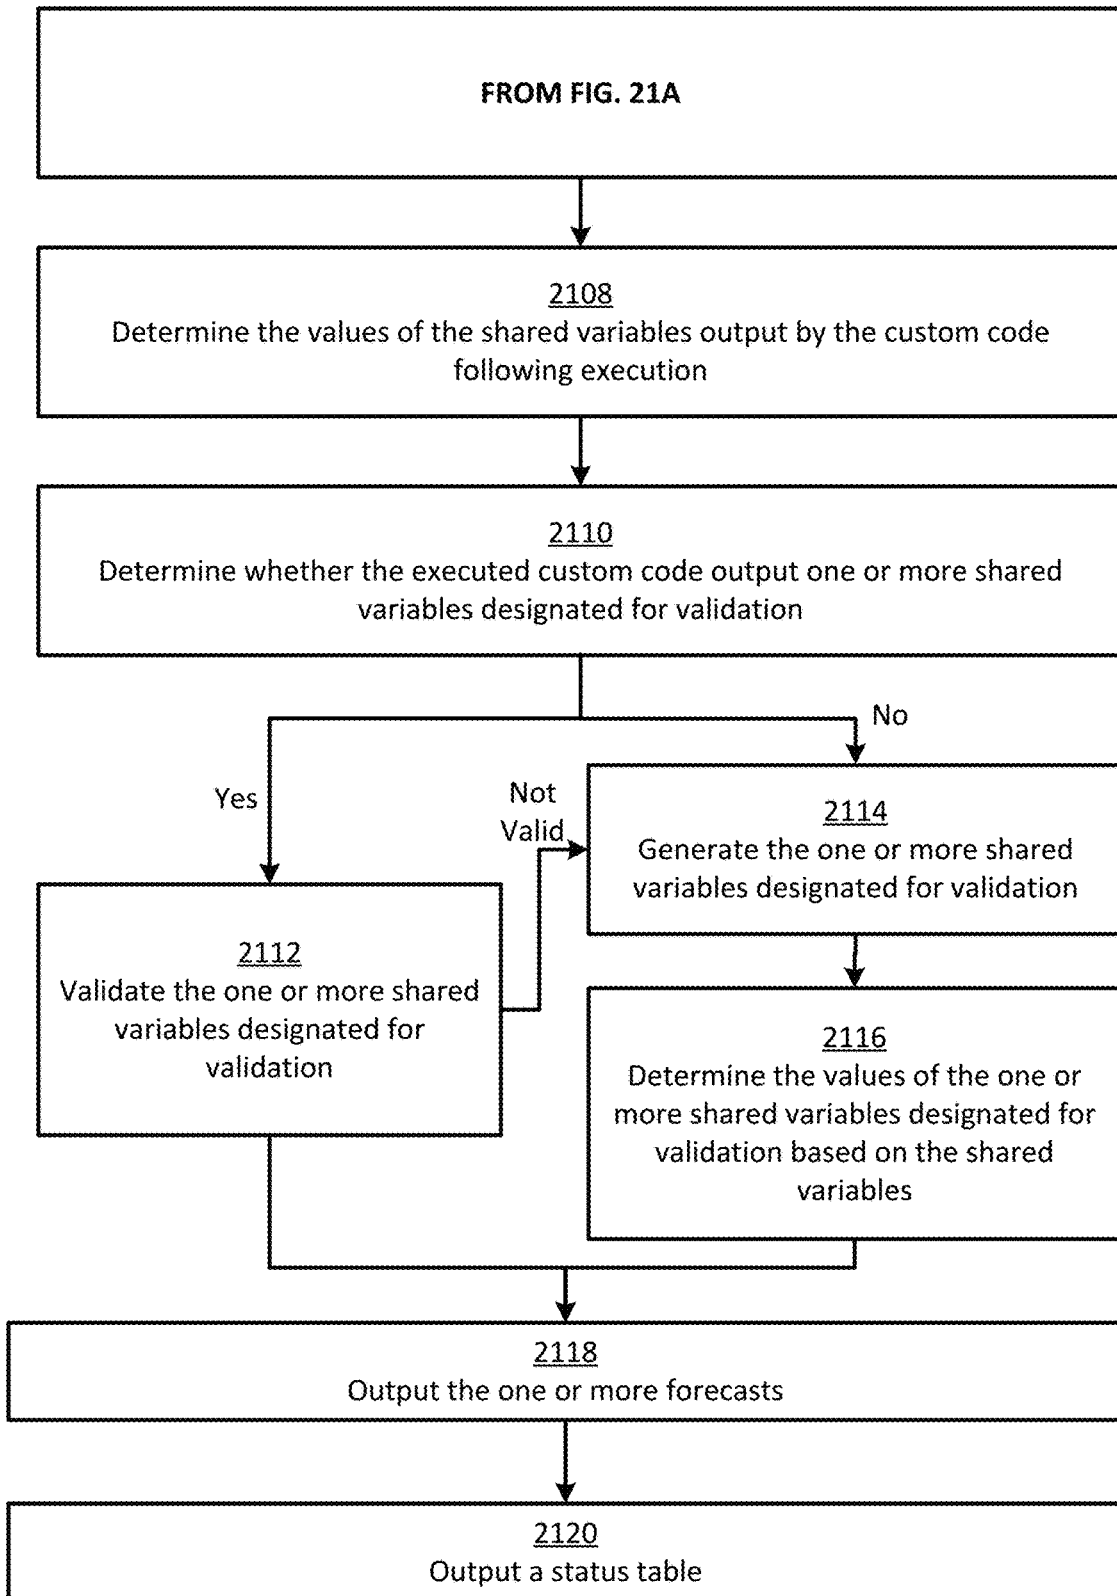 FROM FIG. 21A
2108
Determine the values of the shared variables output by the custom code
following execution
2110
Determine whether the executed custom code output one or more shared
variables designated for validation
No
Yes
Not
Valid
2114
Generate the one or more shared
variables designated for validation
2112
Validate the one or more shared
variables designated for
validation
2116
Determine the values of the one or
more shared variables designated for
validation based on the shared
variables
2118
Output the one or more forecasts
2120
Output a status table